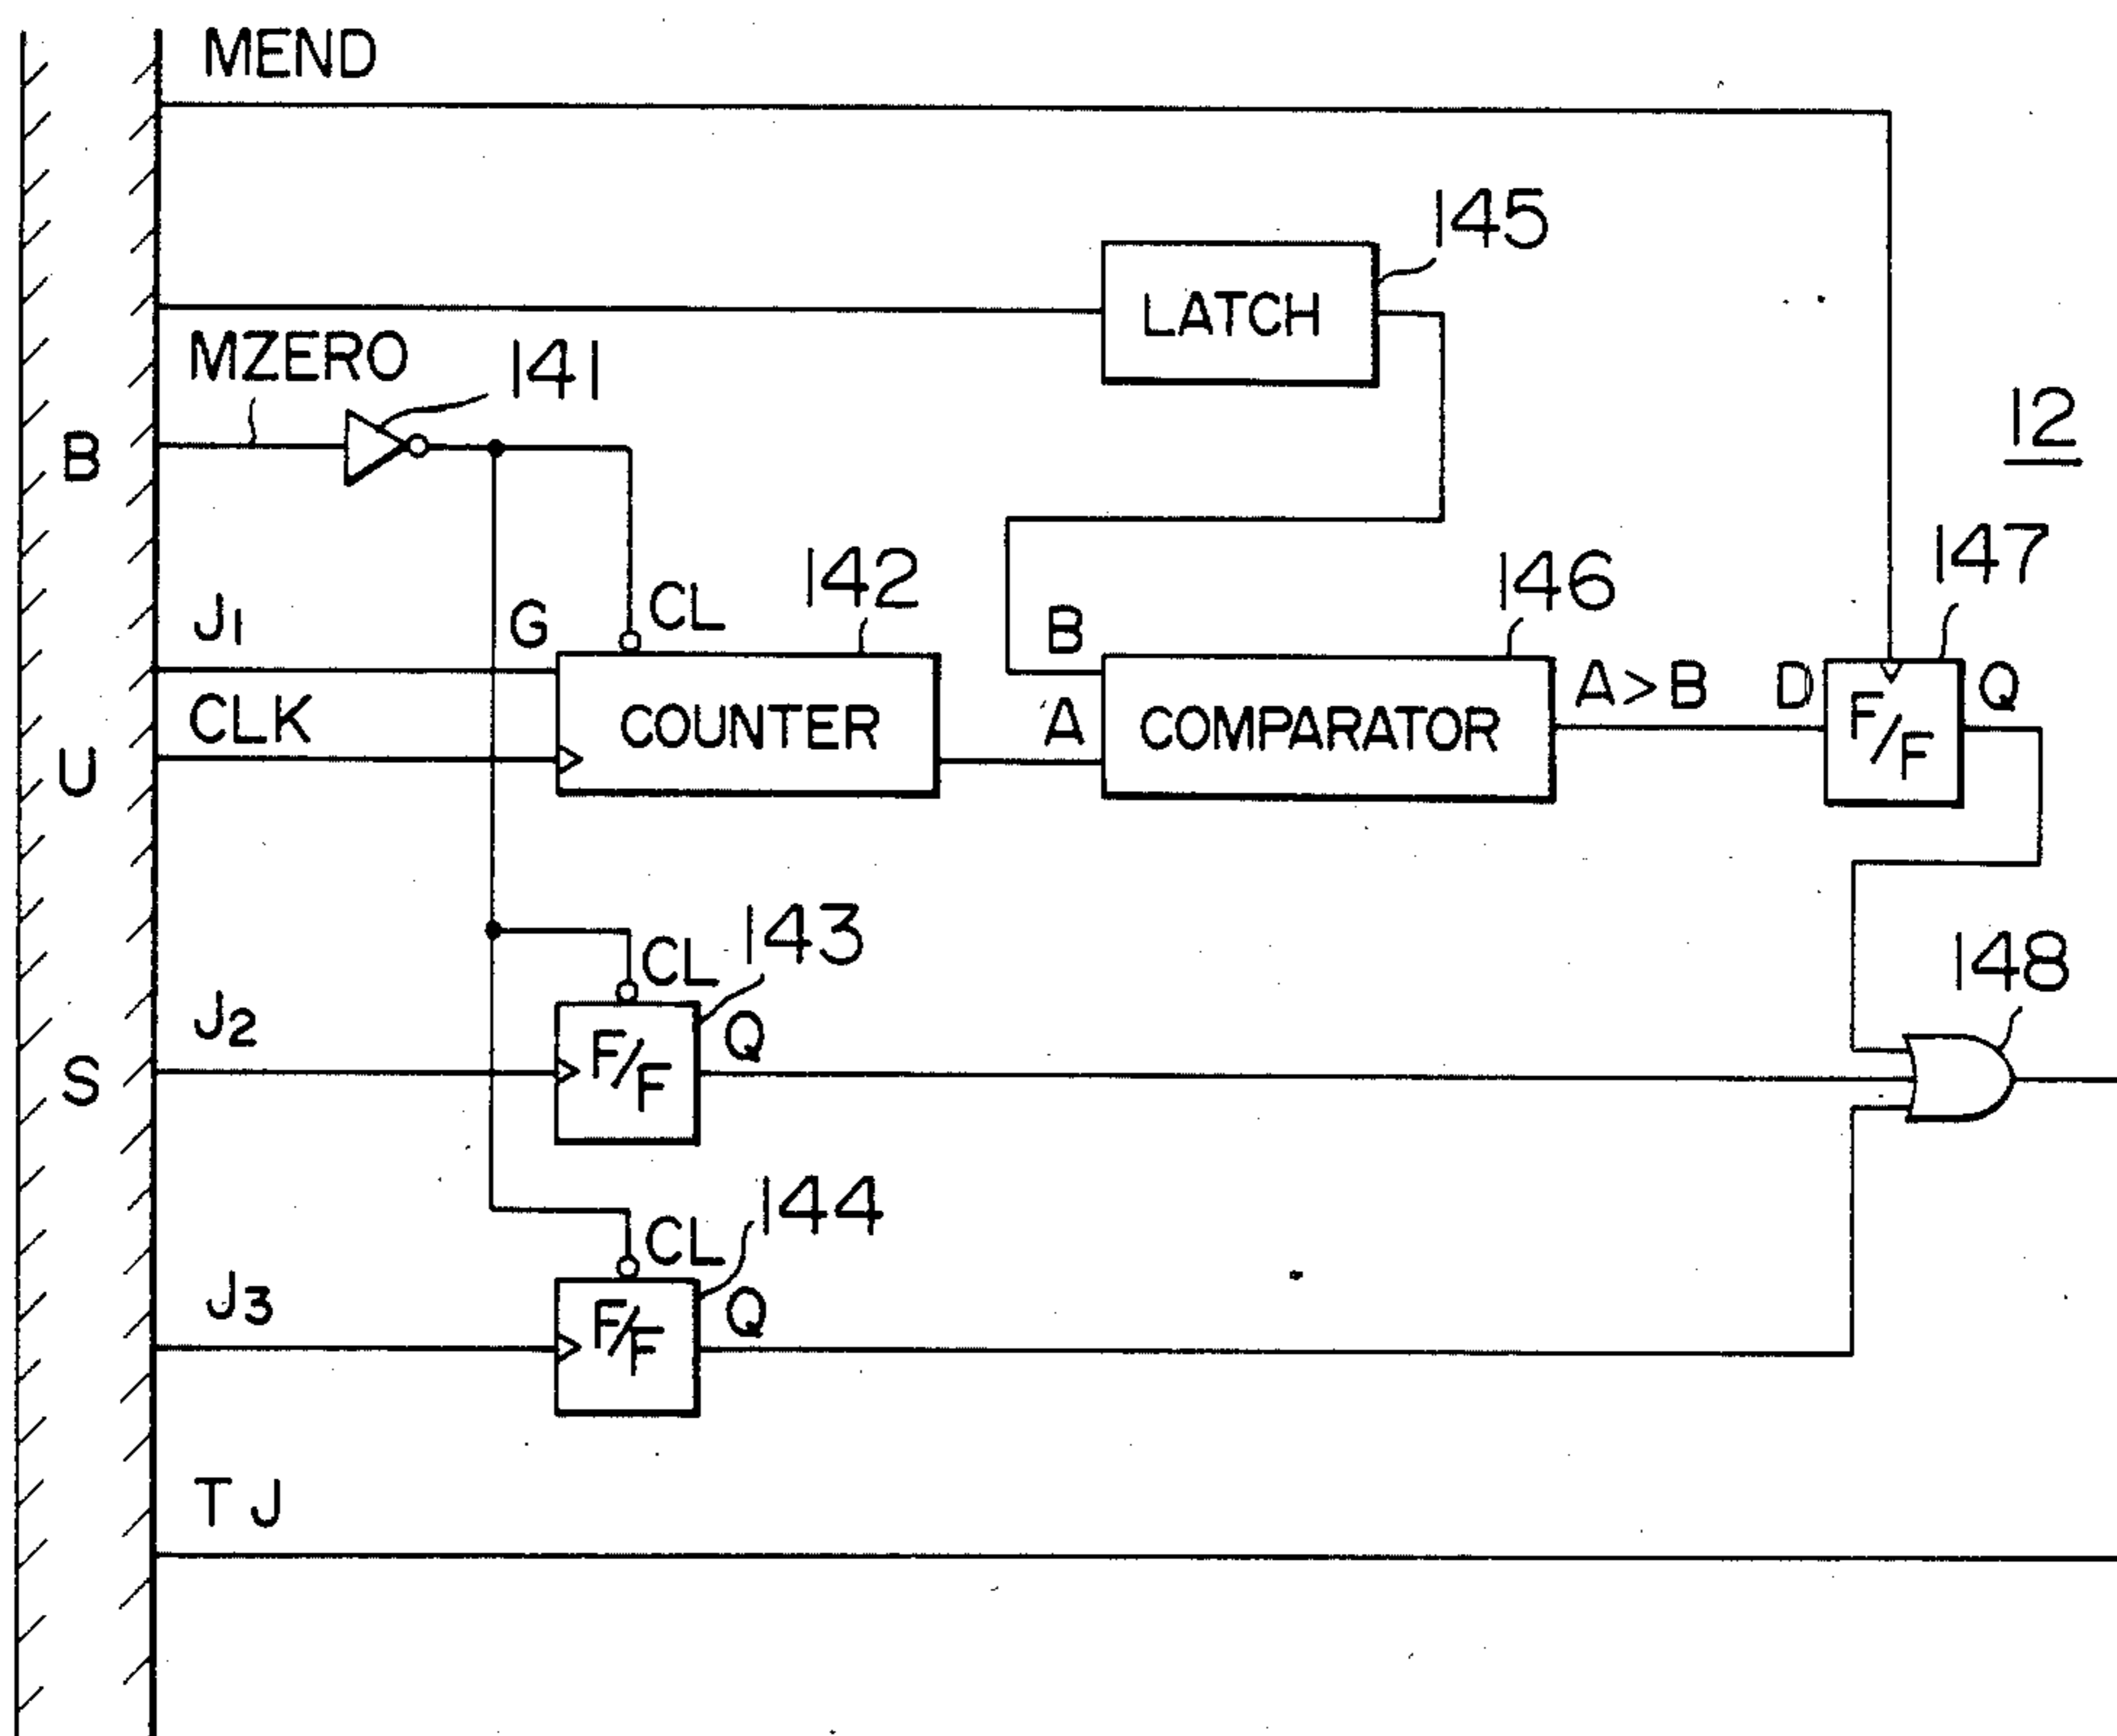 MEND
145
LATCH
MZERO
141
B
12
J1
G
CL
142
B
146
147
CLK
COUNTER
A
COMPARATOR
A>B
D
F/F
Q
U
143
CL
148
J2
F/F
Q
S
144
CL
J3
F/F
Q
TJ